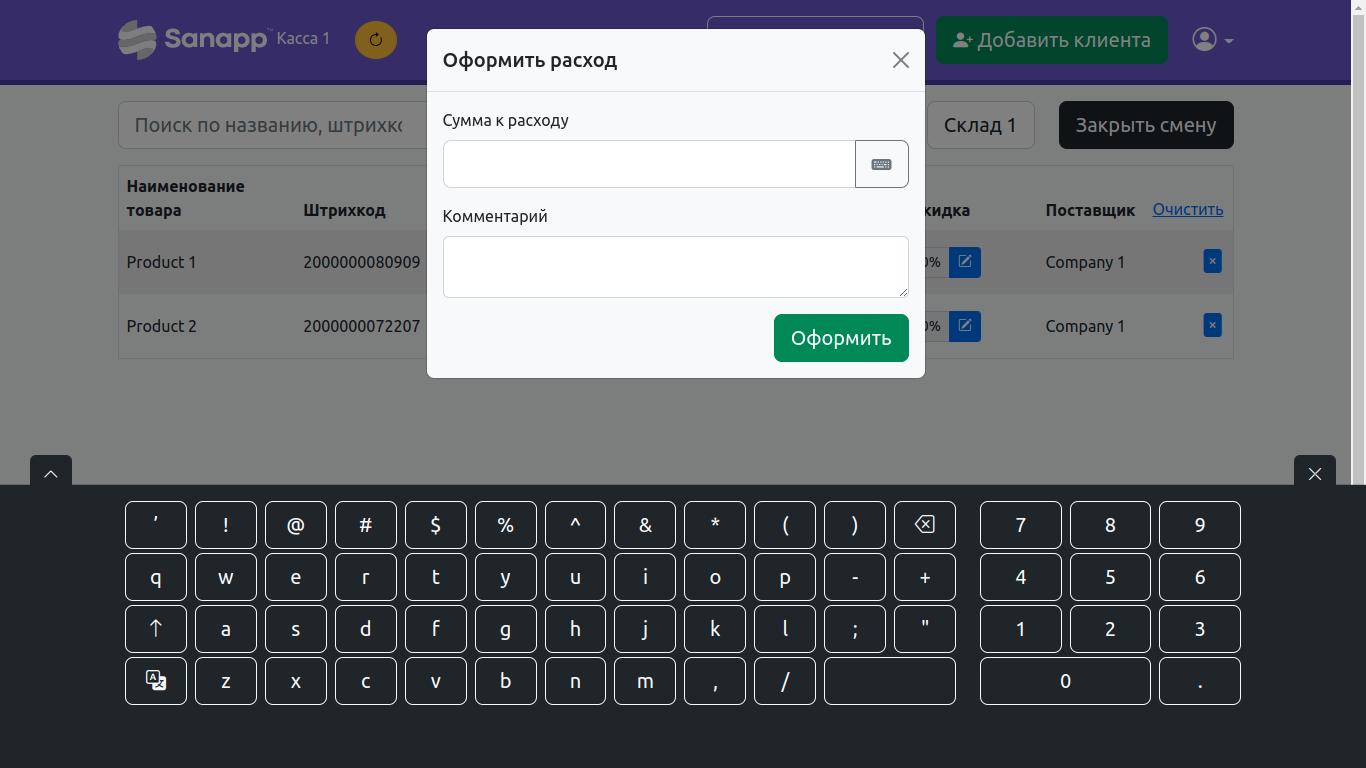 Sanapp™ Касса 1
Добавить клиента
Оформить расход
Поиск по названию, штрихко
Склад 1
Закрыть смену
Сумма к расходу
Наименование товара
Штрихкод
кидка
Поставщик
Очистить
Комментарий
Product 1
2000000080909
0%
Company 1
Product 2
2000000072207
0%
Company 1
Оформить
' ! @ # $ % ^ & * ( ) 7 8 9
q w e r t y u i o p - + 4 5 6
a s d f g h j k l ; " 1 2 3
z x c v b n m , / 0 .